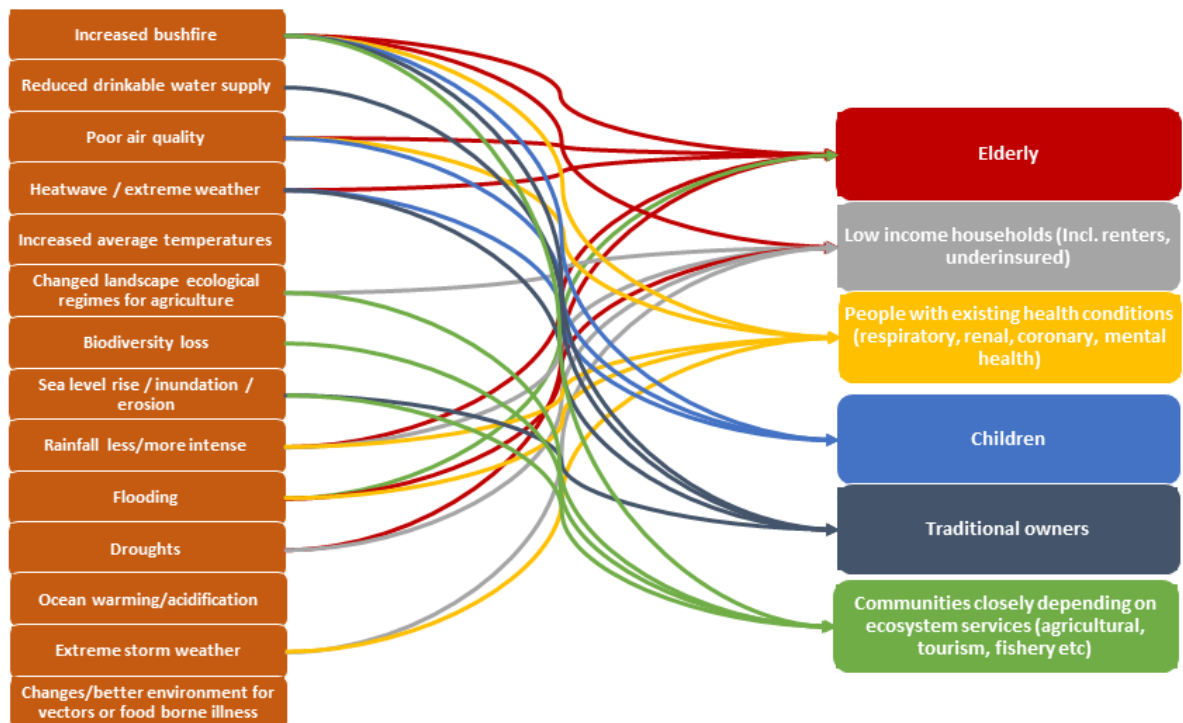 Increased bushfire
Reduced drinkable water supply
Poor air quality
Heatwave / extreme weather
Increased average temperatures
Changed landscape ecological
regimes for agriculture
Biodiversity loss
Sea level rise / inundation /
erosion
Rainfall less/more intense
Flooding
Droughts
Ocean warming/acidification
Extreme storm weather
Changes/better environment for
vectors or food borne illness
Elderly
Low income households (Incl. renters,
underinsured)
People with existing health conditions
(respiratory, renal, coronary, mental
health)
Children
Traditional owners
Communities closely depending on
ecosystem services (agricultural,
tourism, fishery etc)